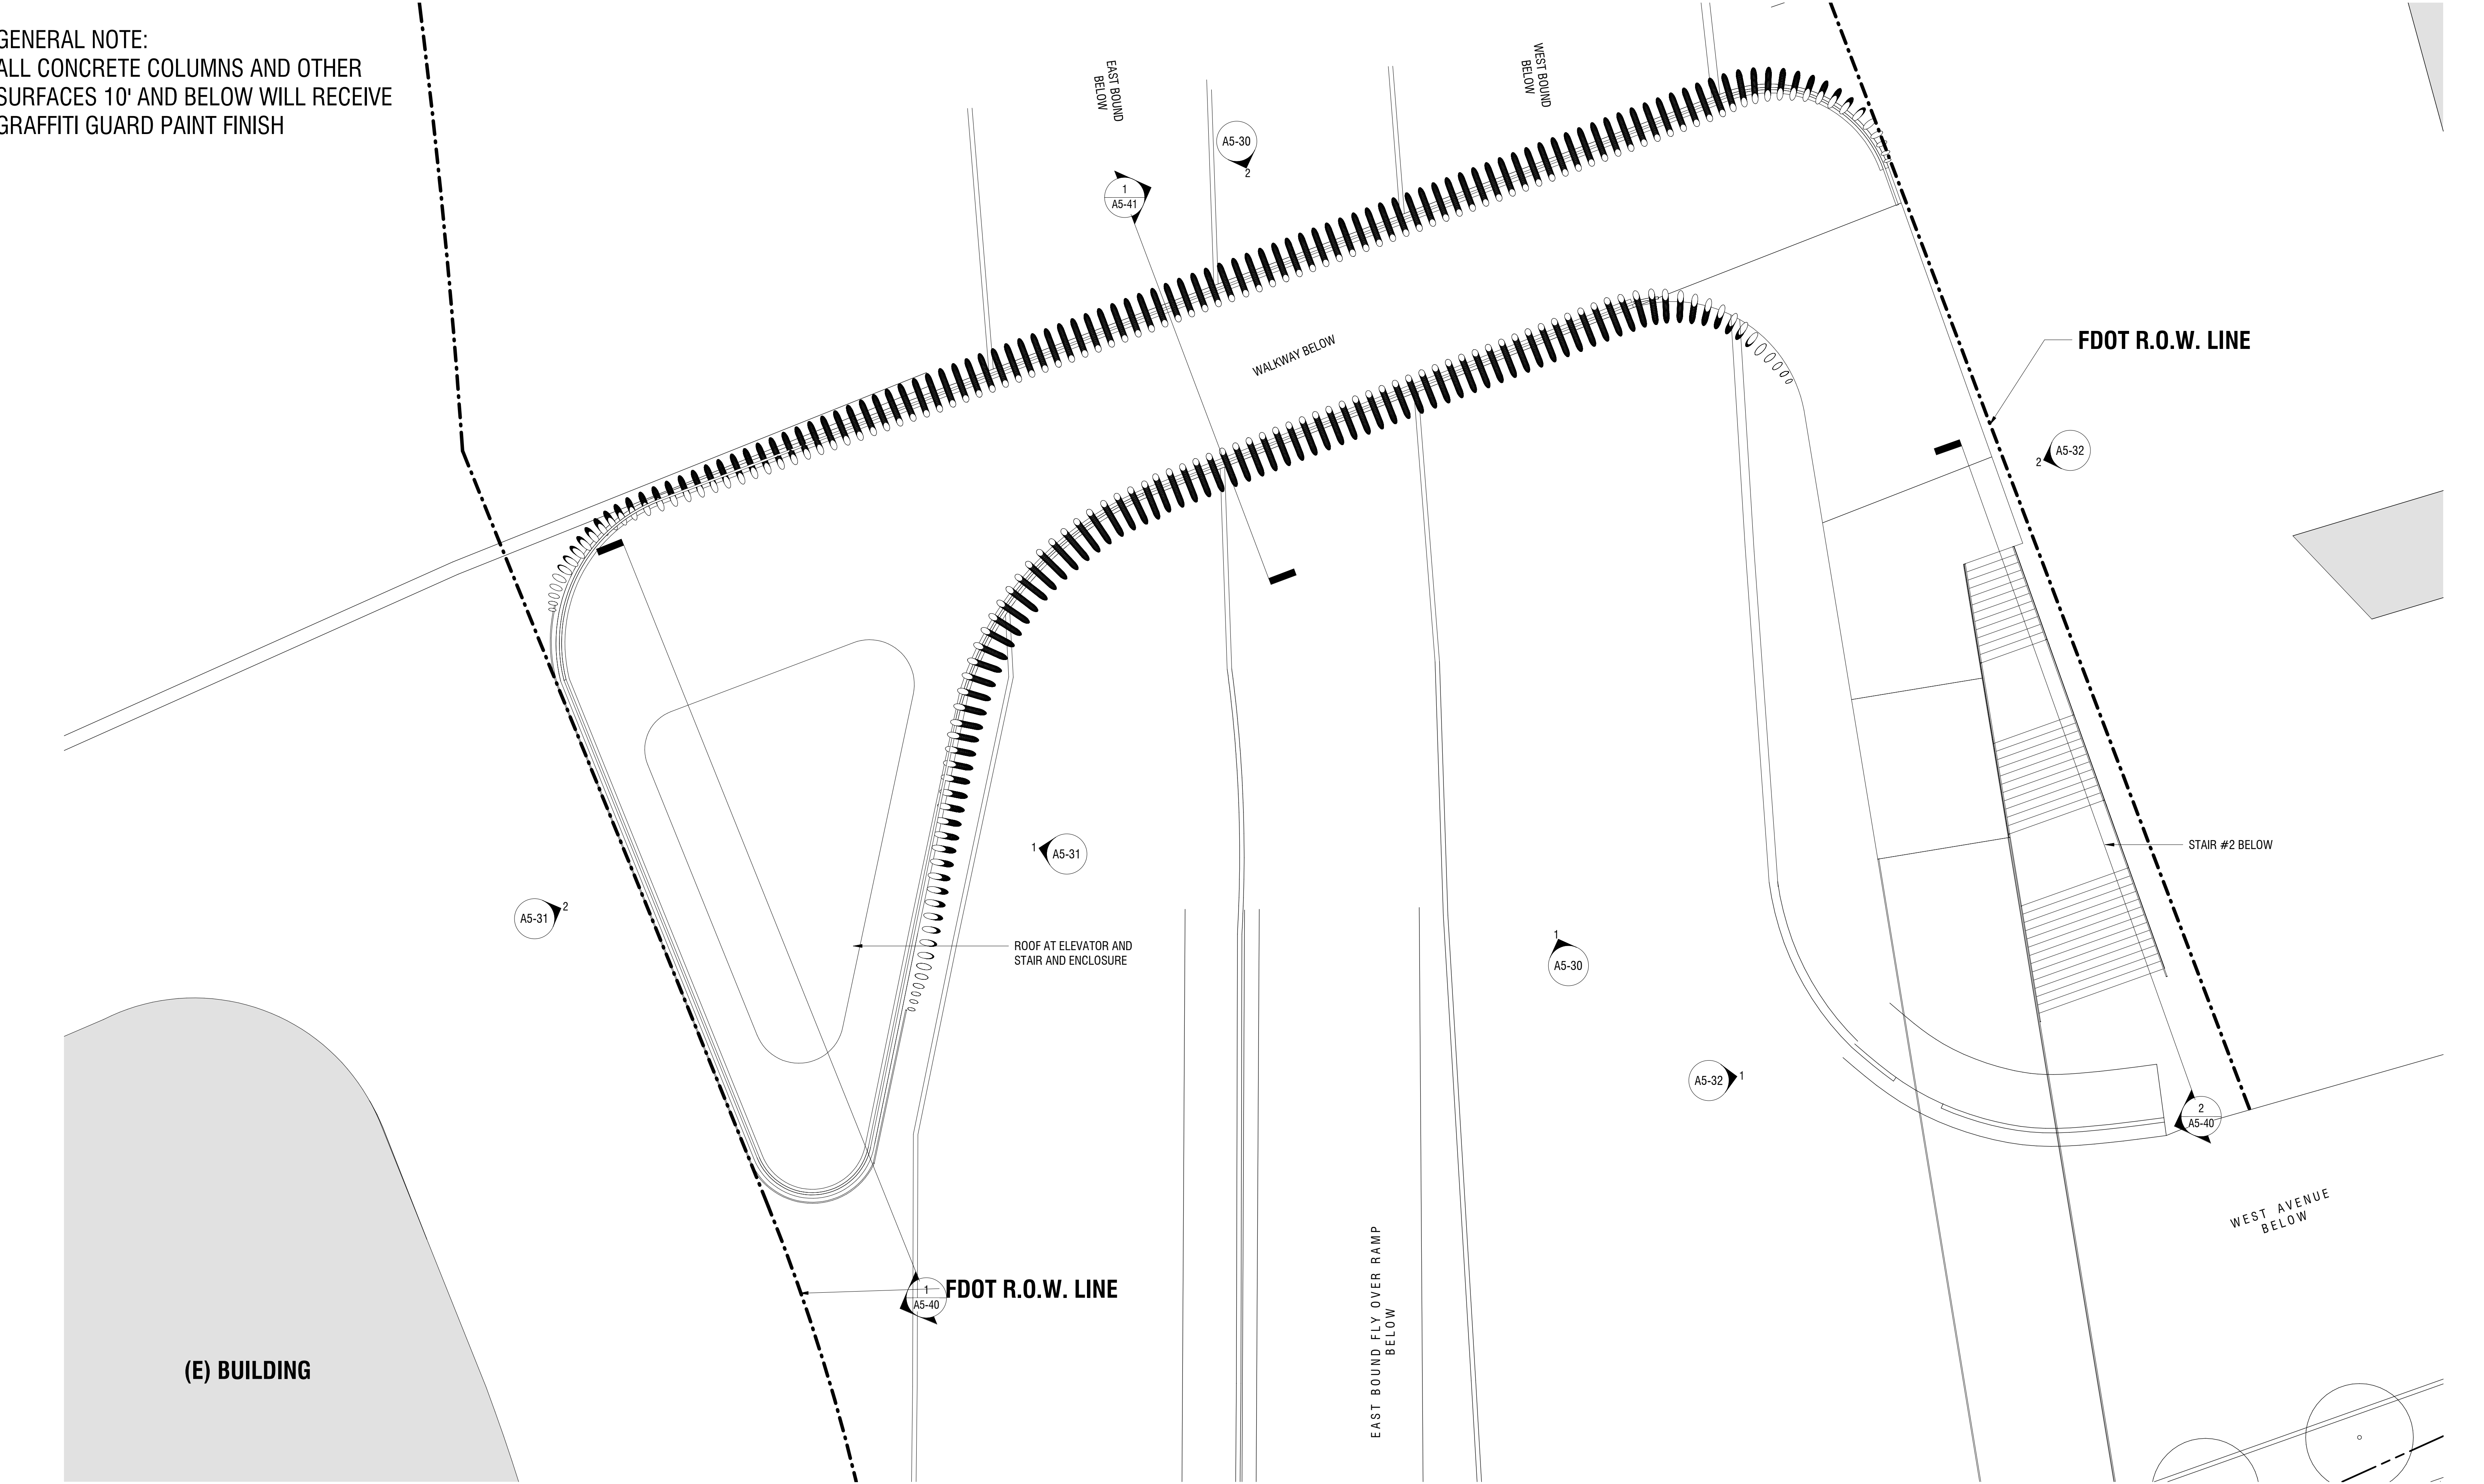 GENERAL NOTE:
ALL CONCRETE COLUMNS AND OTHER
SURFACES 10' AND BELOW WILL RECEIVE
GRAFFITI GUARD PAINT FINISH
EAST BOUND
BELOW
WEST BOUND
BELOW
A5-30
2
1
A5-41
WALKWAY BELOW
FDOT R.O.W. LINE
2
A5-32
1
A5-31
A5-31
2
STAIR #2 BELOW
ROOF AT ELEVATOR AND
STAIR AND ENCLOSURE
1
A5-30
A5-32
1
2
A5-40
WEST AVENUE
BELOW
1
A5-40
FDOT R.O.W. LINE
EAST BOUND FLY OVER RAMP
BELOW
(E) BUILDING